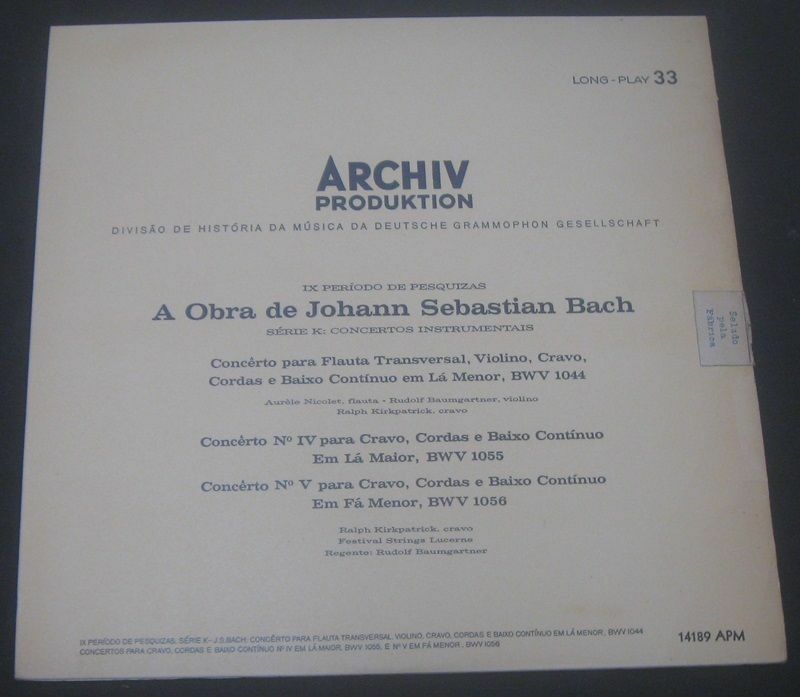 LONG-PLAY 33
ARCHIV
PRODUKTION
DIVISÃO DE HISTÓRIA DA MÚSICA DA DEUTSCHE GRAMMOPHON GESELLSCHAFT
IX PERÍODO DE PESQUIZAS
A Obra de Johann Sebastian Bach
SÉRIE K: CONCERTOS INSTRUMENTAIS
Concêrto para Flauta Transversal, Violino, Cravo,
Cordas e Baixo Contínuo em Lá Menor, BWV 1044
Aurèle Nicolet, flauta - Rudolf Baumgartner, violino
Ralph Kirkpatrick, cravo
Concêrto Nº IV para Cravo, Cordas e Baixo Contínuo
Em Lá Maior, BWV 1055
Concêrto Nº V para Cravo, Cordas e Baixo Contínuo
Em Fá Menor, BWV 1056
Ralph Kirkpatrick, cravo
Festival Strings Lucerne
Regente: Rudolf Baumgartner
Selado
pela
Fábrica
IX PERÍODO DE PESQUIZAS, SÉRIE K-J.S.BACH: CONCÊRTO PARA FLAUTA TRANSVERSAL, VIOLINO, CRAVO, CORDAS E BAIXO CONTÍNUO EM LÁ MENOR, BWV 1044
CONCERTOS PARA CRAVO, CORDAS E BAIXO CONTÍNUO Nº IV EM LÁ MAIOR, BWV 1055, E Nº V EM FÁ MENOR, BWV 1056
14189 APM